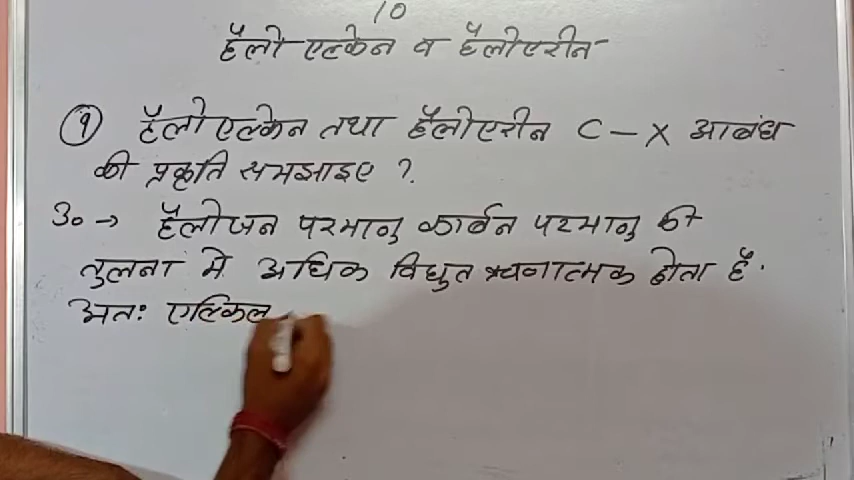 10
हैलो एल्केन व हैलोएरीन
१ हैलोएल्केन तथा हैलोएरीन C-X आबंध
की प्रकृति समझाइए ?
उ० → हैलोजन परमाणु कार्बन परमाणु की
तुलना मे अधिक विधुत ऋणात्मक होता है.
अतः एल्किल